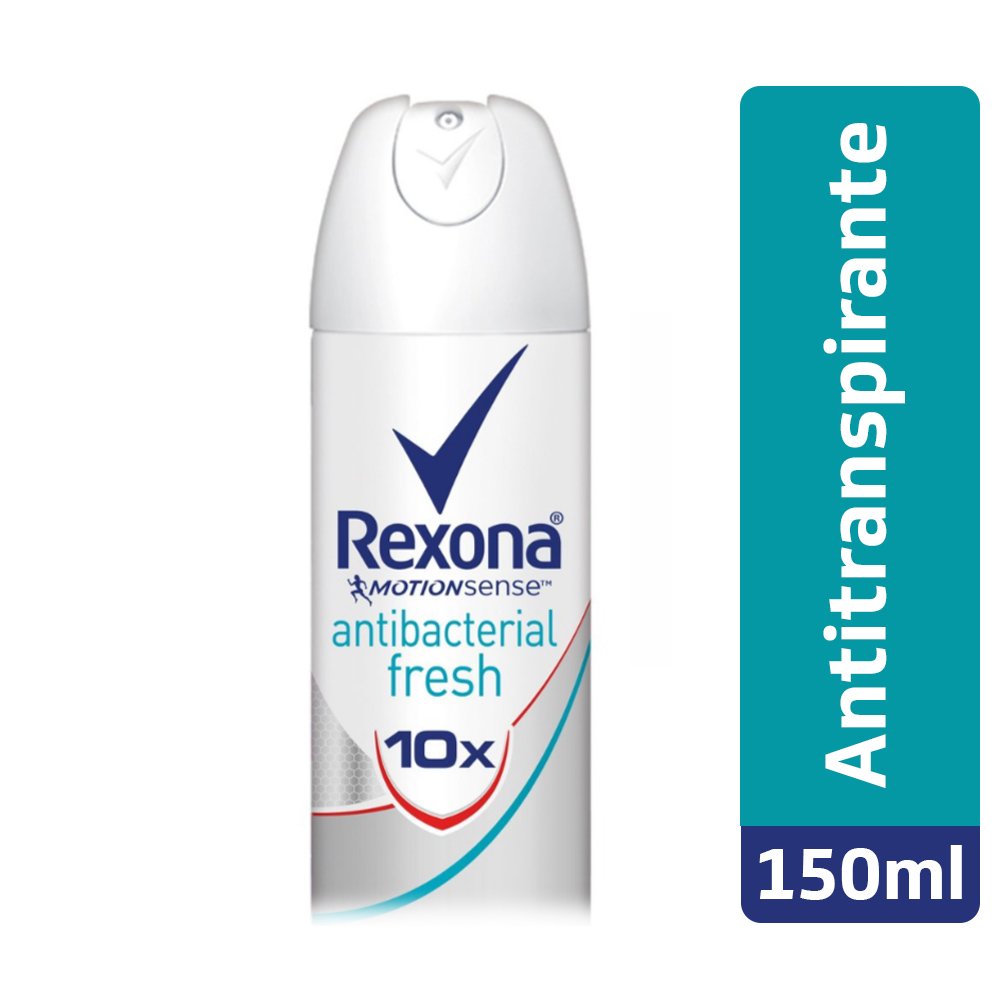 Rexona®
MOTIONsense™
antibacterial
fresh
10x
Antitranspirante
150ml